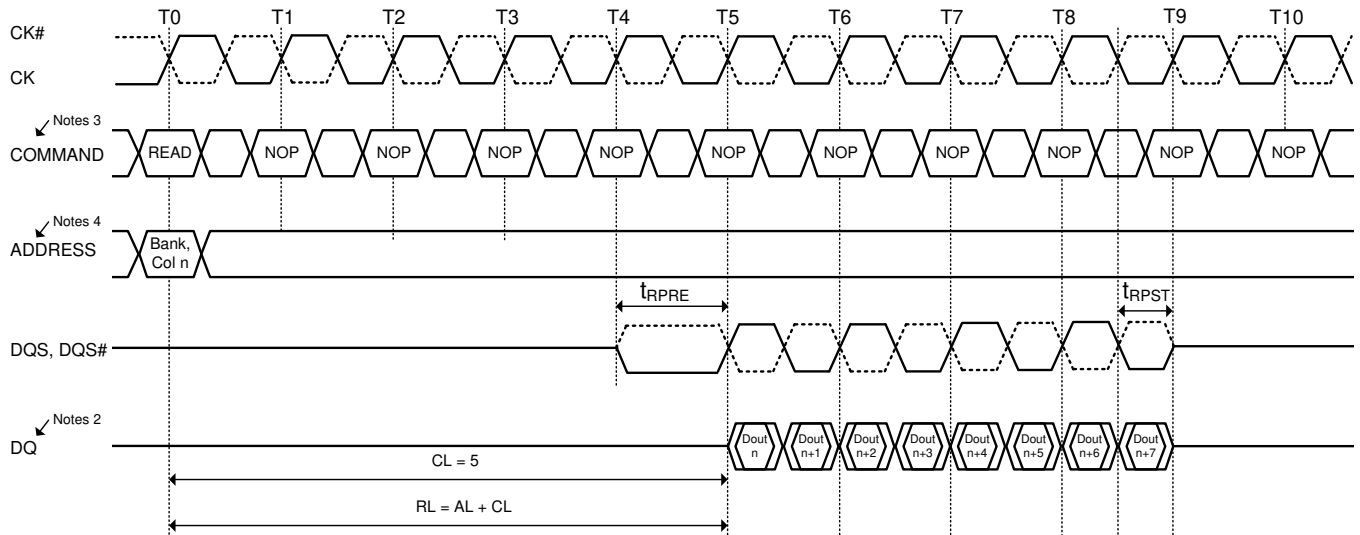 T0 T1 T2 T3 T4 T5 T6 T7 T8 T9 T10
CK#
CK
Notes 3
COMMAND READ NOP NOP NOP NOP NOP NOP NOP NOP NOP NOP
Notes 4
ADDRESS
Bank,
Col n
tRPRE tRPST
DQS, DQS#
Notes 2
DQ
Dout Dout Dout Dout Dout Dout Dout Dout
n n+1 n+2 n+3 n+4 n+5 n+6 n+7
CL = 5
RL = AL + CL